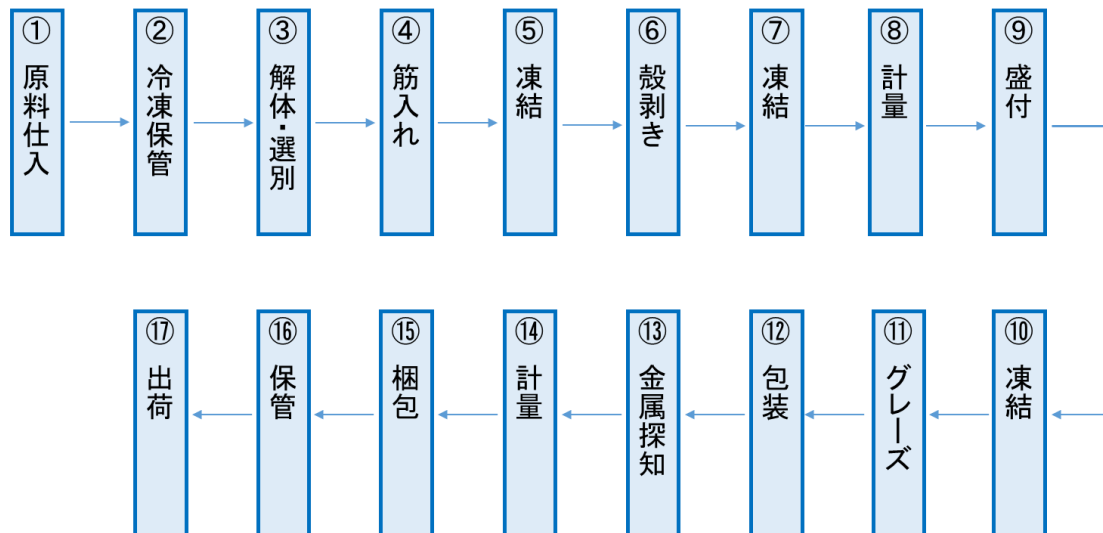 ① 原料仕入
② 冷凍保管
③ 解体・選別
④ 筋入れ
⑤ 凍結
⑥ 殻剥き
⑦ 凍結
⑧ 計量
⑨ 盛付
⑩ 凍結
⑪ グレーズ
⑫ 包装
⑬ 金属探知
⑭ 計量
⑮ 梱包
⑯ 保管
⑰ 出荷